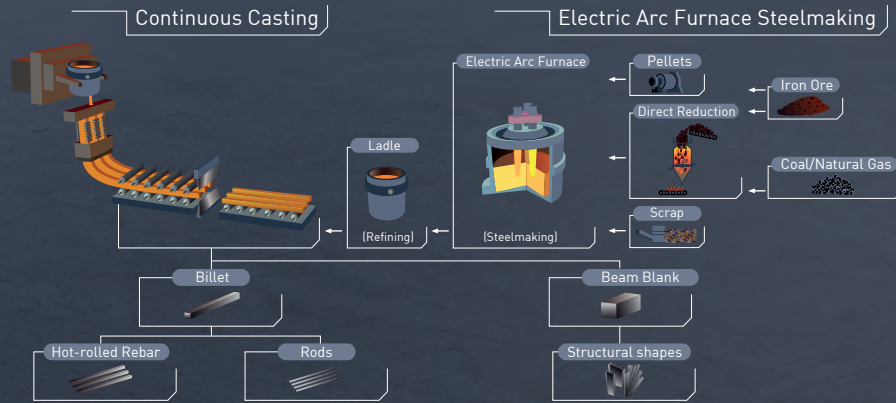 Continuous Casting
Electric Arc Furnace Steelmaking
Electric Arc Furnace
Pellets
Iron Ore
Direct Reduction
Ladle
Coal/Natural Gas
Scrap
(Refining)
(Steelmaking)
Billet
Beam Blank
Hot-rolled Rebar
Rods
Structural shapes